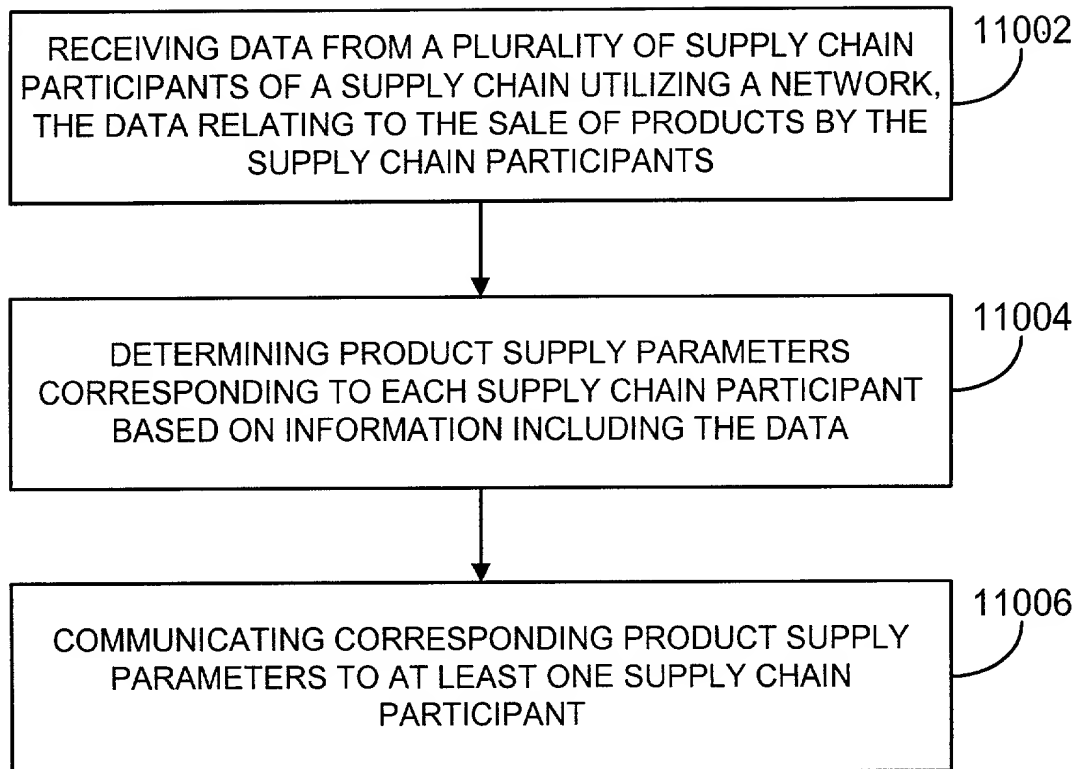 11002
RECEIVING DATA FROM A PLURALITY OF SUPPLY CHAIN
PARTICIPANTS OF A SUPPLY CHAIN UTILIZING A NETWORK,
THE DATA RELATING TO THE SALE OF PRODUCTS BY THE
SUPPLY CHAIN PARTICIPANTS
11004
DETERMINING PRODUCT SUPPLY PARAMETERS
CORRESPONDING TO EACH SUPPLY CHAIN PARTICIPANT
BASED ON INFORMATION INCLUDING THE DATA
11006
COMMUNICATING CORRESPONDING PRODUCT SUPPLY
PARAMETERS TO AT LEAST ONE SUPPLY CHAIN
PARTICIPANT